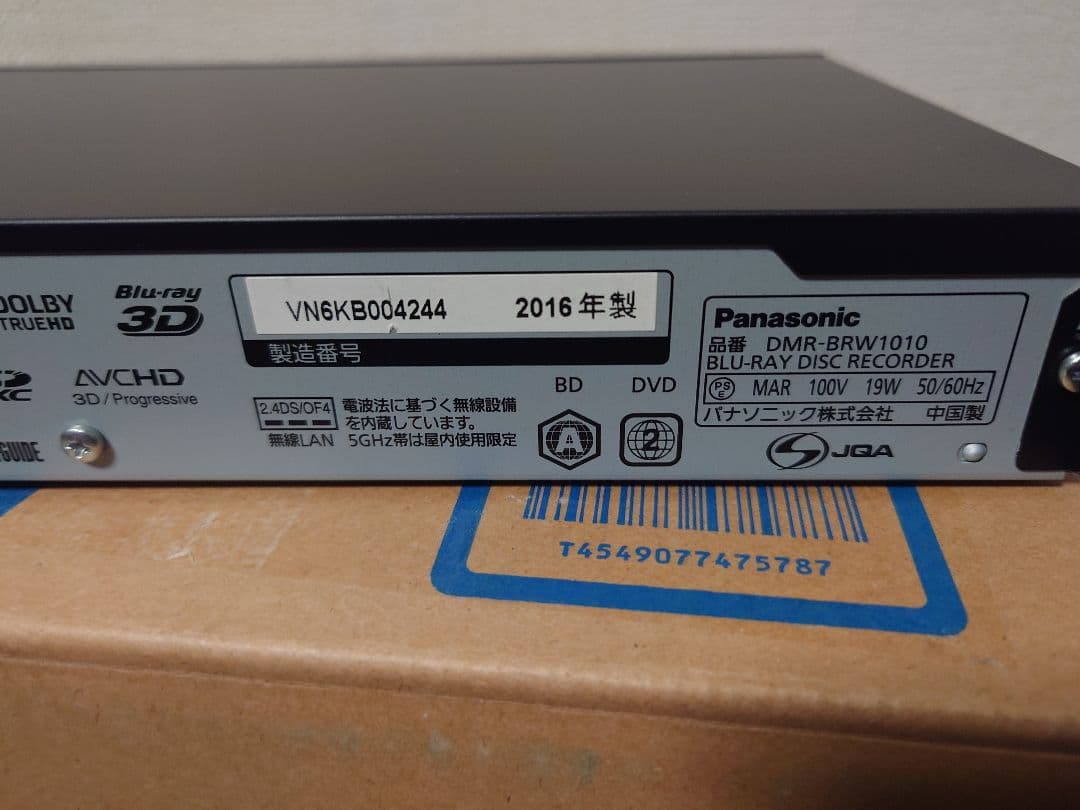 DOLBY
TRUEHD
Blu-ray
3D
XC
AVCHD
3D / Progressive
GUIDE
VN6KB004244 2016年製
製造番号
2.4DS/OF4
無線LAN
電波法に基づく無線設備
を内蔵しています。
5GHz帯は屋内使用限定
BD DVD
A 2
Panasonic
品番 DMR-BRW1010
BLU-RAY DISC RECORDER
PS E MAR 100V 19W 50/60Hz
パナソニック株式会社 中国製
S JQA
T4549077475787